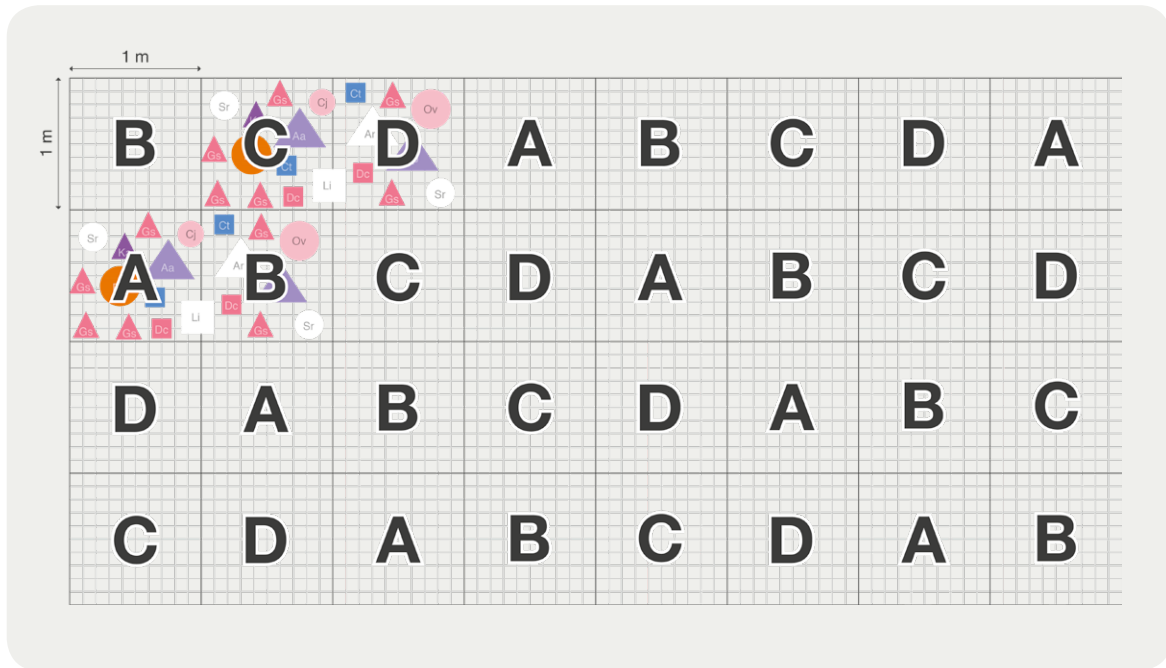 1 m
1 m
Sr Gs Cj Ct Gs Ov
B C D A B C D A
Aa Ar
Gs Ct Dc
Li
Gs Gs Dc Gs Sr
Sr Gs Cj Ct Gs Ov
K Aa Ar
A B C D A B C D
Gs
Li Dc
Gs Gs Dc Gs Sr
D A B C D A B C
C D A B C D A B